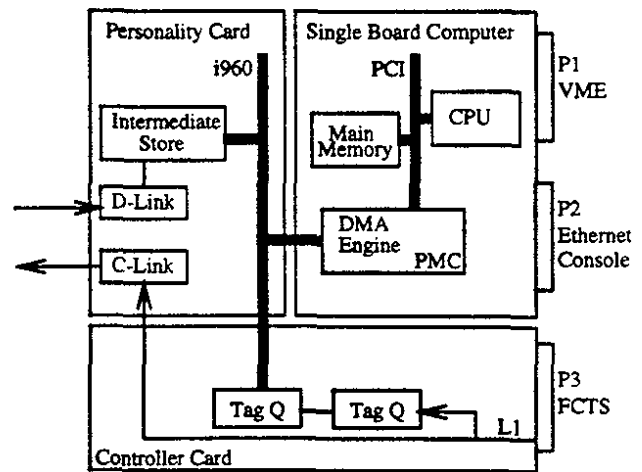 Personality Card
i960
Intermediate
Store
D-Link
C-Link
Single Board Computer
PCI
CPU
Main
Memory
DMA
Engine
PMC
P1
VME
P2
Ethernet
Console
P3
FCTS
Tag Q
Tag Q
L1
Controller Card